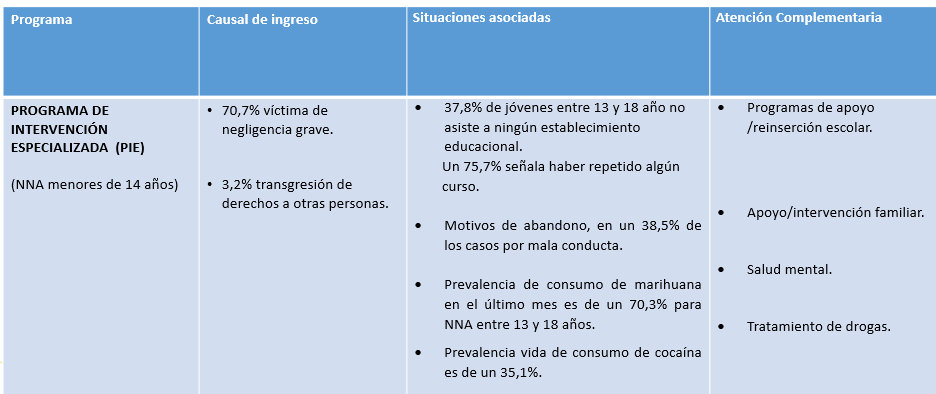 Programa
Causal de ingreso
Situaciones asociadas
Atención Complementaria
PROGRAMA DE
INTERVENCIÓN
ESPECIALIZADA (PIE)
(NNA menores de 14 años)
• 70,7% víctima de
negligencia grave.
• 3,2% transgresión de
derechos a otras personas.
• 37,8% de jóvenes entre 13 y 18 año no
asiste a ningún establecimiento
educacional.
Un 75,7% señala haber repetido algún
curso.
• Motivos de abandono, en un 38,5% de
los casos por mala conducta.
• Prevalencia de consumo de marihuana
en el último mes es de un 70,3% para
NNA entre 13 y 18 años.
• Prevalencia vida de consumo de cocaína
es de un 35,1%.
• Programas de apoyo
/reinserción escolar.
• Apoyo/intervención familiar.
• Salud mental.
• Tratamiento de drogas.